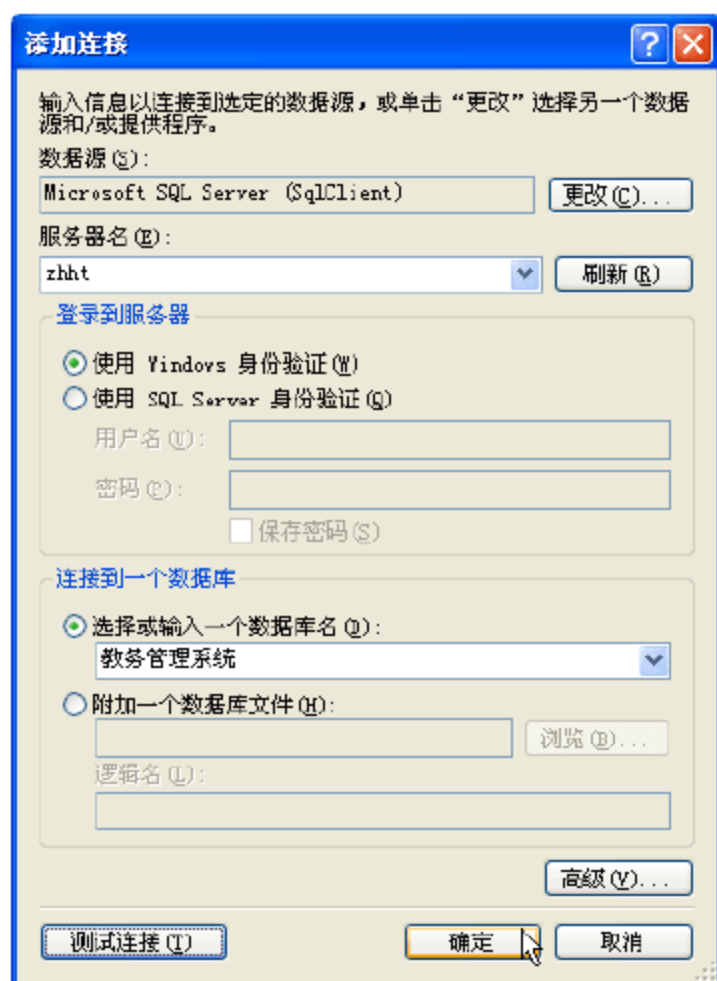 添加连接
输入信息以连接到选定的数据源，或单击“更改”选择另一个数据
源和/或提供程序。
数据源(S):
Microsoft SQL Server (SqlClient)
更改(C)...
服务器名(E):
zhht
刷新(R)
登录到服务器
使用 Windows 身份验证(W)
使用 SQL Server 身份验证(Q)
用户名(U):
密码(P):
保存密码(S)
连接到一个数据库
选择或输入一个数据库名(D):
教务管理系统
附加一个数据库文件(H):
浏览(B)...
逻辑名(L):
高级(V)...
测试连接(T)
确定
取消